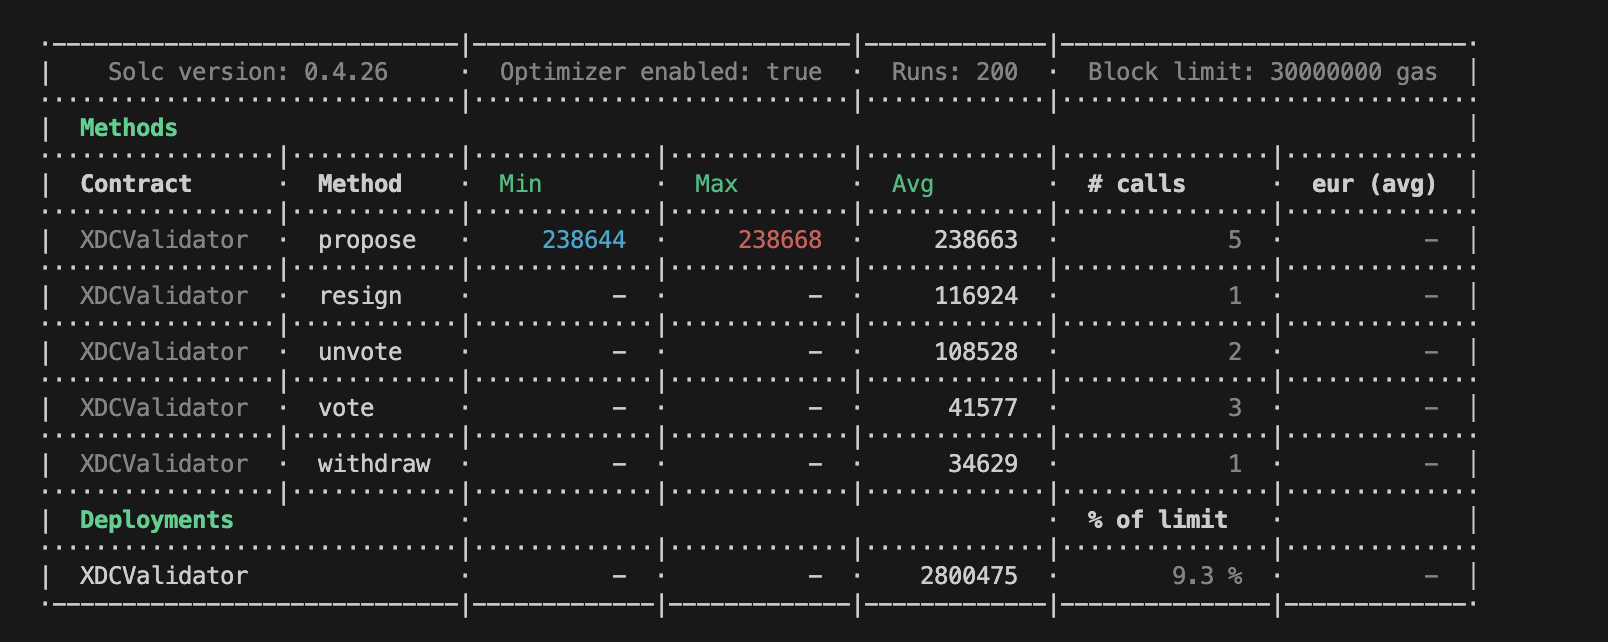 Solc version: 0.4.26 · Optimizer enabled: true · Runs: 200 · Block limit: 30000000 gas
Methods
Contract · Method · Min · Max · Avg · # calls · eur (avg)
XDCValidator · propose · 238644 · 238668 · 238663 · 5 · -
XDCValidator · resign · - · - · 116924 · 1 · -
XDCValidator · unvote · - · - · 108528 · 2 · -
XDCValidator · vote · - · - · 41577 · 3 · -
XDCValidator · withdraw · - · - · 34629 · 1 · -
Deployments · · % of limit ·
XDCValidator · - · - · 2800475 · 9.3 % · -